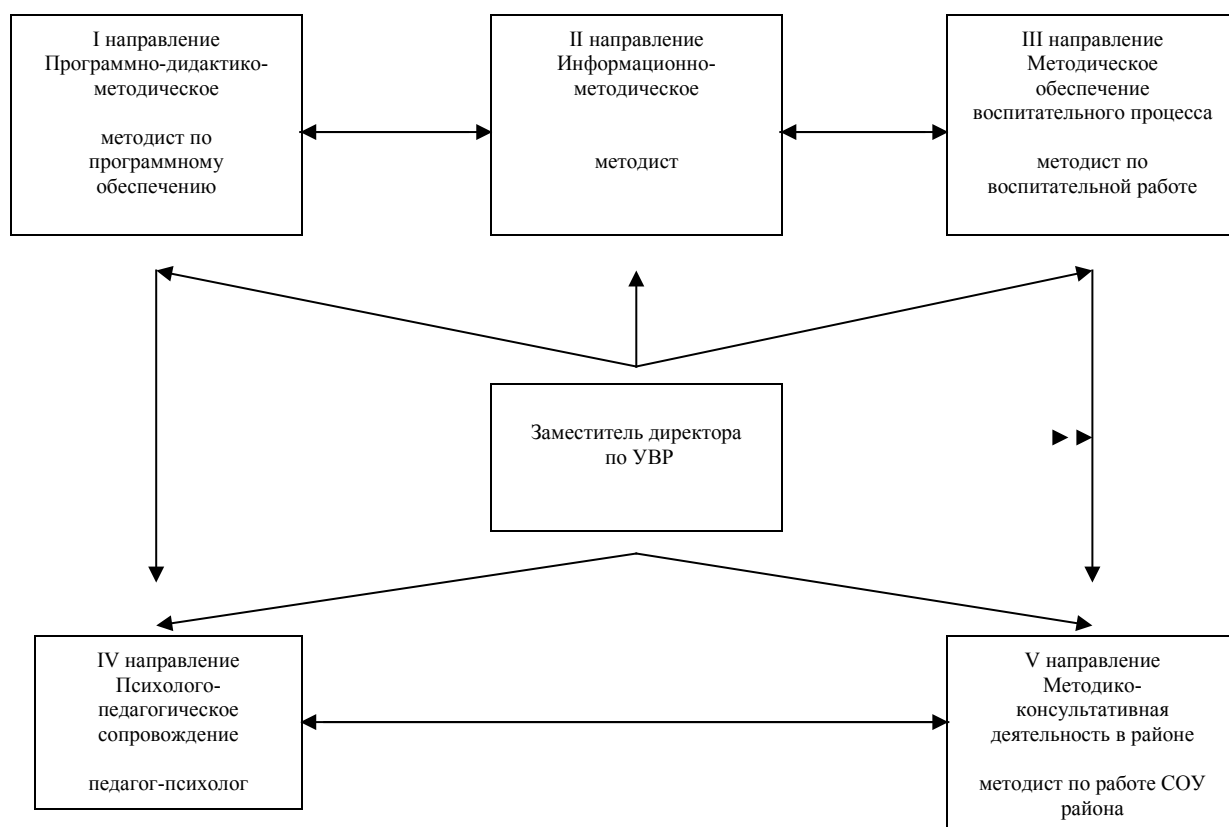 I направление
Программно-дидактико-
методическое
методист по
программному
обеспечению
II направление
Информационно-
методическое
методист
III направление
Методическое
обеспечение
воспитательного процесса
методист по
воспитательной работе
Заместитель директора
по УВР
IV направление
Психолого-
педагогическое
сопровождение
педагог-психолог
V направление
Методико-
консультативная
деятельность в районе
методист по работе СОУ
района